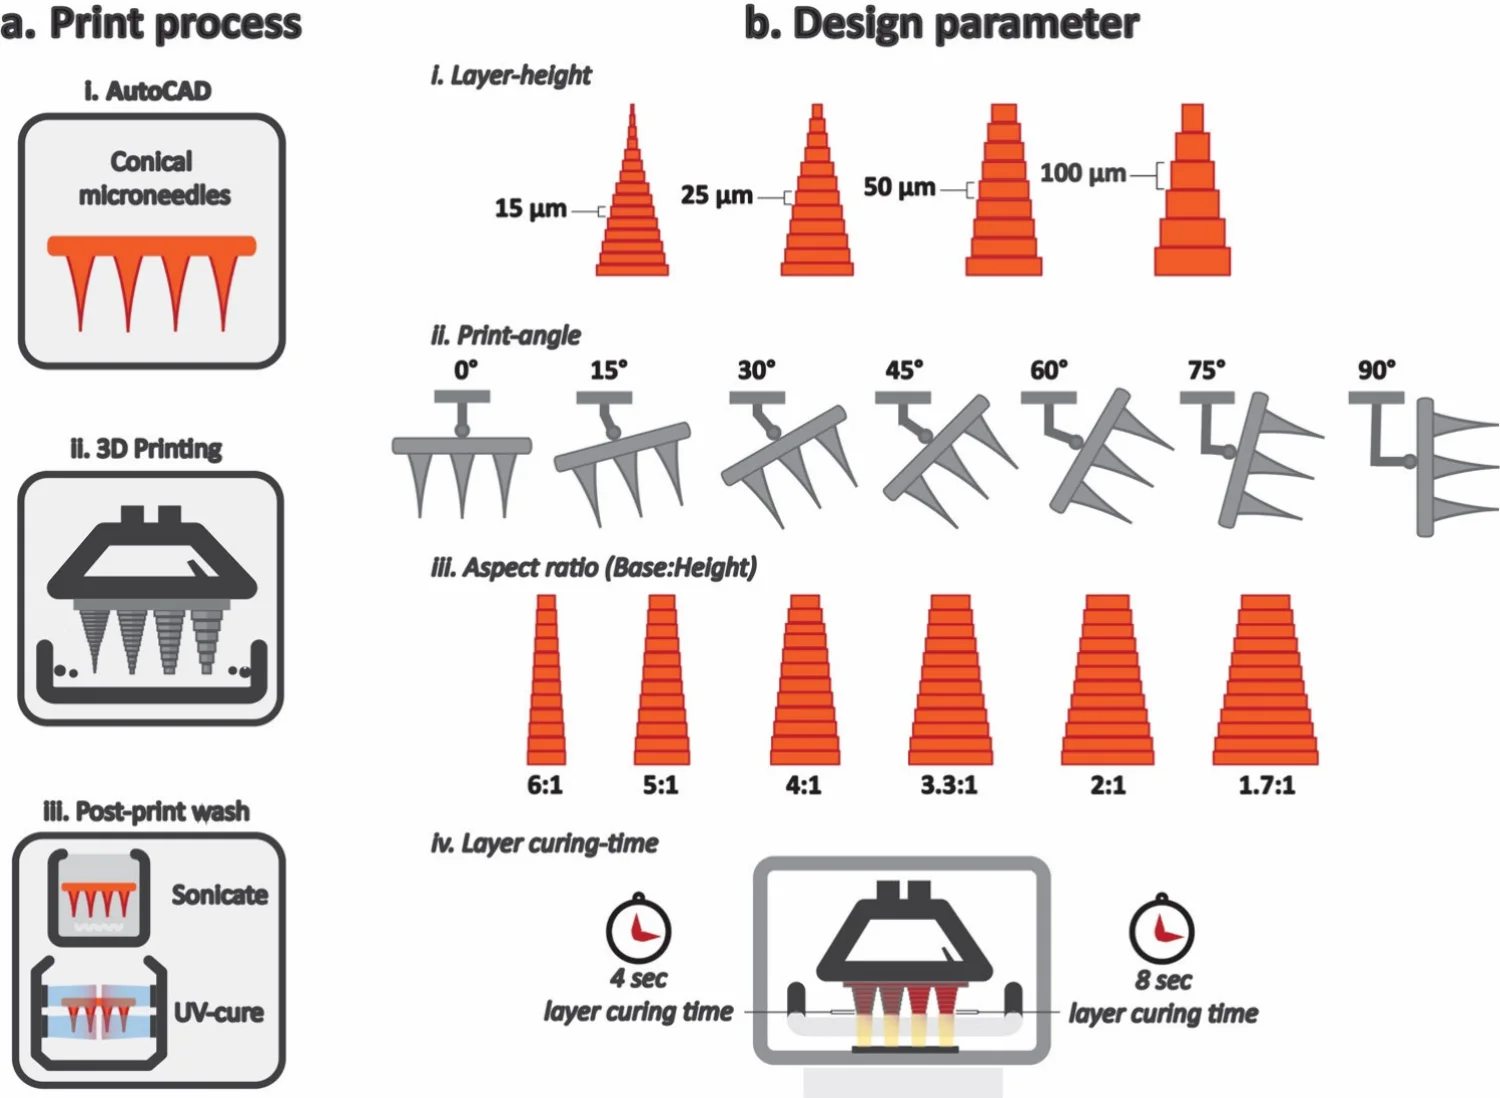 a. Print process
i. AutoCAD
Conical
microneedles
ii. 3D Printing
iii. Post-print wash
Sonicate
UV-cure
b. Design parameter
i. Layer-height
15 µm
25 µm
50 µm
100 µm
ii. Print-angle
0° 15° 30° 45° 60° 75° 90°
iii. Aspect ratio (Base:Height)
6:1 5:1 4:1 3.3:1 2:1 1.7:1
iv. Layer curing-time
4 sec
layer curing time
8 sec
layer curing time